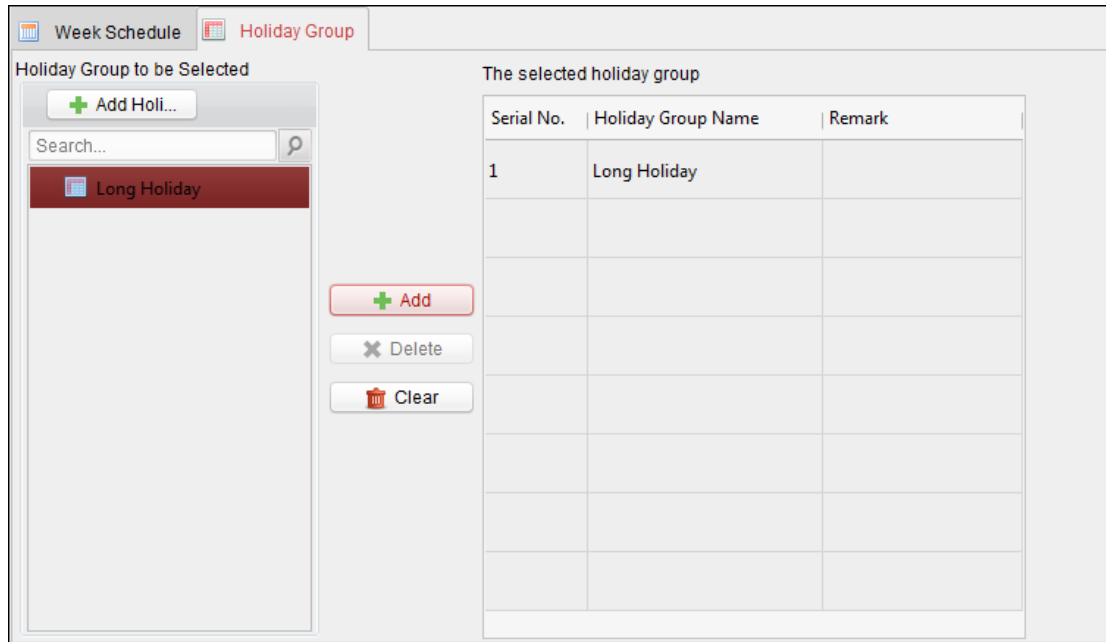 Week Schedule
Holiday Group
Holiday Group to be Selected
Add Holi...
Search...
Long Holiday
Add
Delete
Clear
The selected holiday group
Serial No. Holiday Group Name Remark
1 Long Holiday